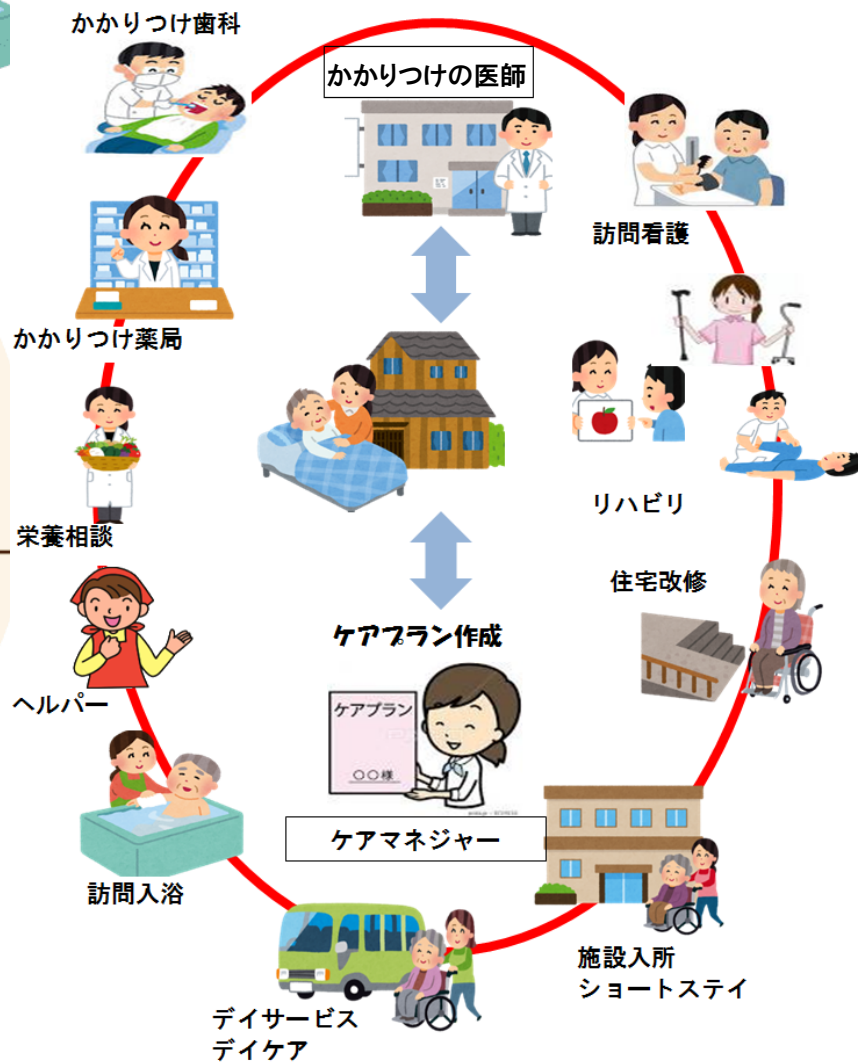 かかりつけ歯科
かかりつけの医師
訪問看護
かかりつけ薬局
リハビリ
栄養相談
住宅改修
ケアプラン作成
ケアプラン
○○様
ヘルパー
ケアマネジャー
訪問入浴
施設入所
ショートステイ
デイサービス
デイケア